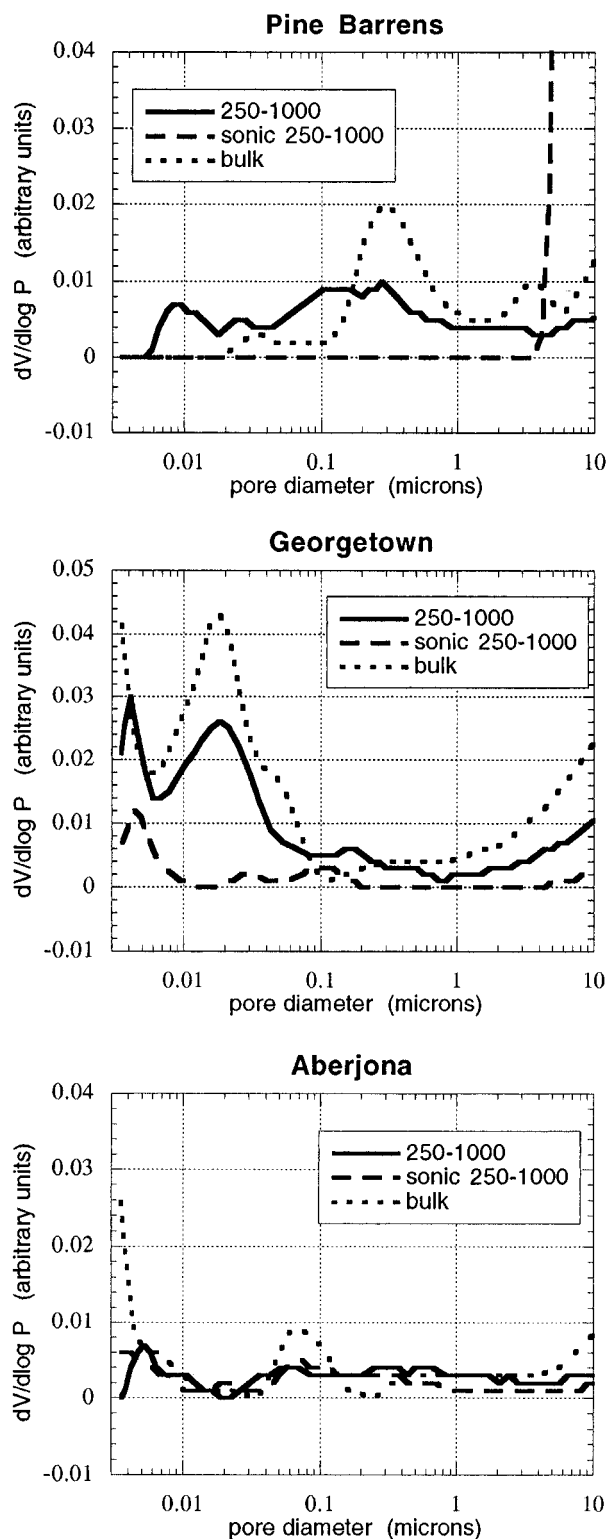 Pine Barrens
0.04
0.03
0.02
0.01
0
-0.01
dV/dlog P (arbitrary units)
250-1000
sonic 250-1000
bulk
0.01 0.1 1 10
pore diameter (microns)
Georgetown
0.05
0.04
0.03
0.02
0.01
0
-0.01
dV/dlog P (arbitrary units)
250-1000
sonic 250-1000
bulk
0.01 0.1 1 10
pore diameter (microns)
Aberjona
0.04
0.03
0.02
0.01
0
-0.01
dV/dlog P (arbitrary units)
250-1000
sonic 250-1000
bulk
0.01 0.1 1 10
pore diameter (microns)